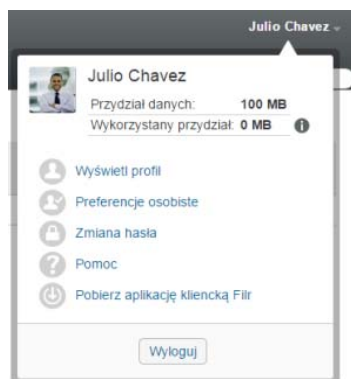 Julio Chavez
Julio Chavez
Przydział danych: 100 MB
Wykorzystany przydział: 0 MB
Wyświetl profil
Preferencje osobiste
Zmiana hasła
Pomoc
Pobierz aplikację kliencką Filr
Wyloguj